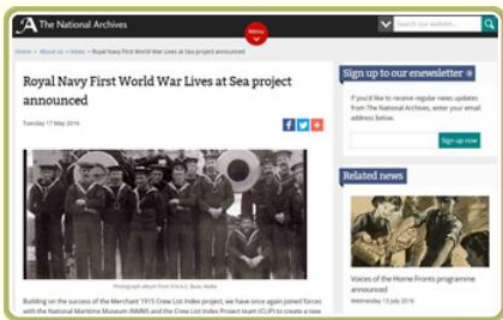 The National Archives
Menu
Search our website...
Home > About us > News > Royal Navy First World War Lives at Sea project announced
Royal Navy First World War Lives at Sea project
announced
Tuesday 17 May 2016
Building on the success of the Merchant 1915 Crew List Index project, we have once again joined forces
with the National Maritime Museum (NMM) and the Crew List Index Project team (CLIP) to create a new
Sign up to our enewsletter
If you'd like to receive regular news updates
from The National Archives, enter your email
address below.
Sign up now
Related news
Voices of the Home Fronts programme
announced
Wednesday 13 July 2016